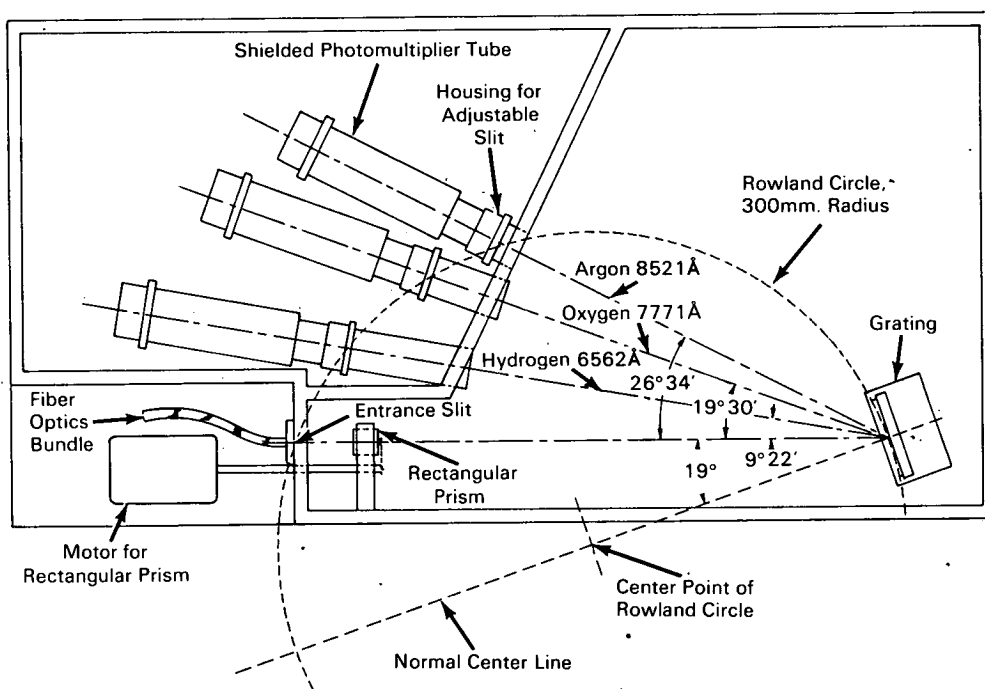 Shielded Photomultiplier Tube
Housing for
Adjustable
Slit
Rowland Circle,
300mm. Radius
Argon 8521Å
Oxygen 7771Å
Grating
Hydrogen 6562Å
26° 34′
19° 30′
9° 22′
19°
Fiber
Optics
Bundle
Entrance Slit
Rectangular
Prism
Motor for
Rectangular Prism
Center Point of
Rowland Circle
Normal Center Line